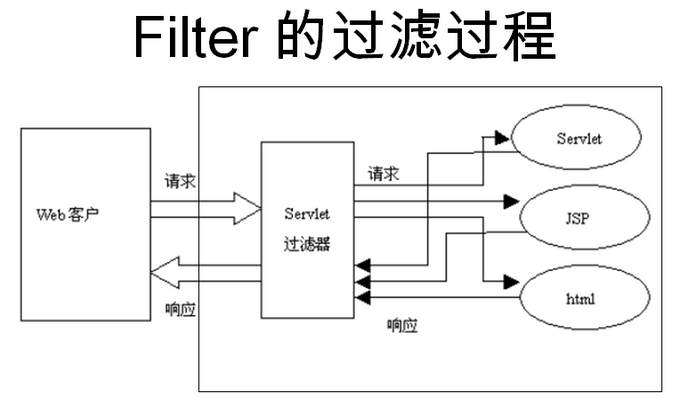 Filter 的过滤过程
Web客户
请求
响应
Servlet
过滤器
请求
响应
Servlet
JSP
html